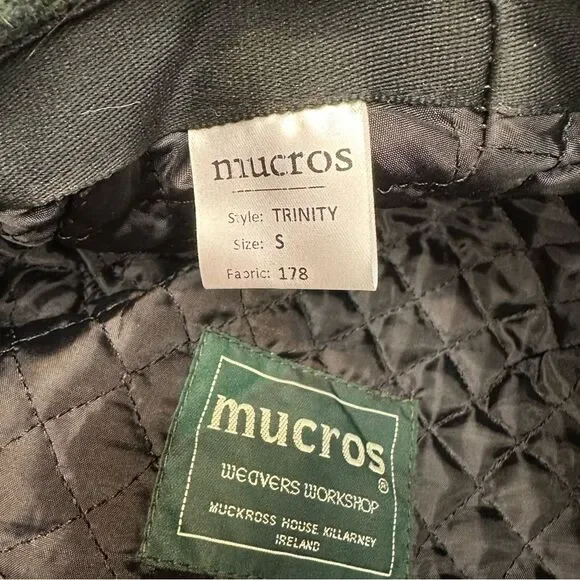 mucros
Style: TRINITY
Size: S
Fabric: 178
mucros®
WEAVERS WORKSHOP
MUCKROSS HOUSE, KILLARNEY
IRELAND